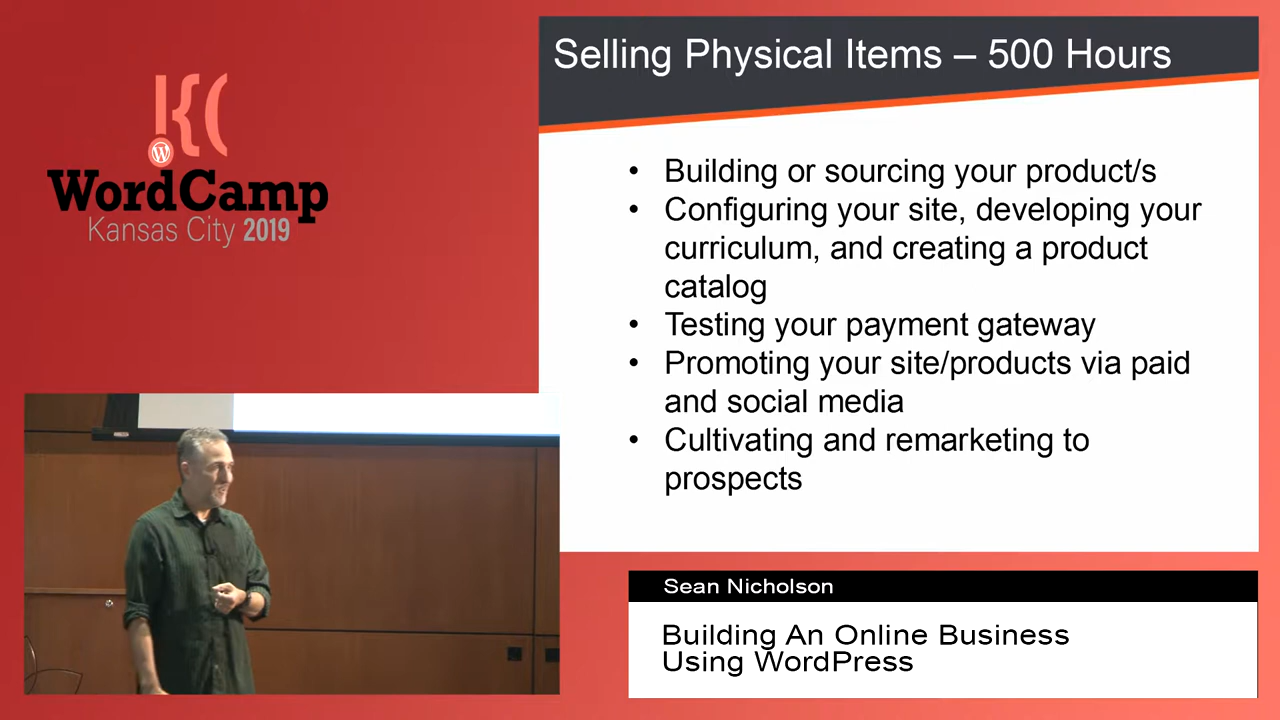 K(
W
WordCamp
Kansas City 2019
Selling Physical Items – 500 Hours
• Building or sourcing your product/s
• Configuring your site, developing your
curriculum, and creating a product
catalog
• Testing your payment gateway
• Promoting your site/products via paid
and social media
• Cultivating and remarketing to
prospects
Sean Nicholson
Building An Online Business
Using WordPress